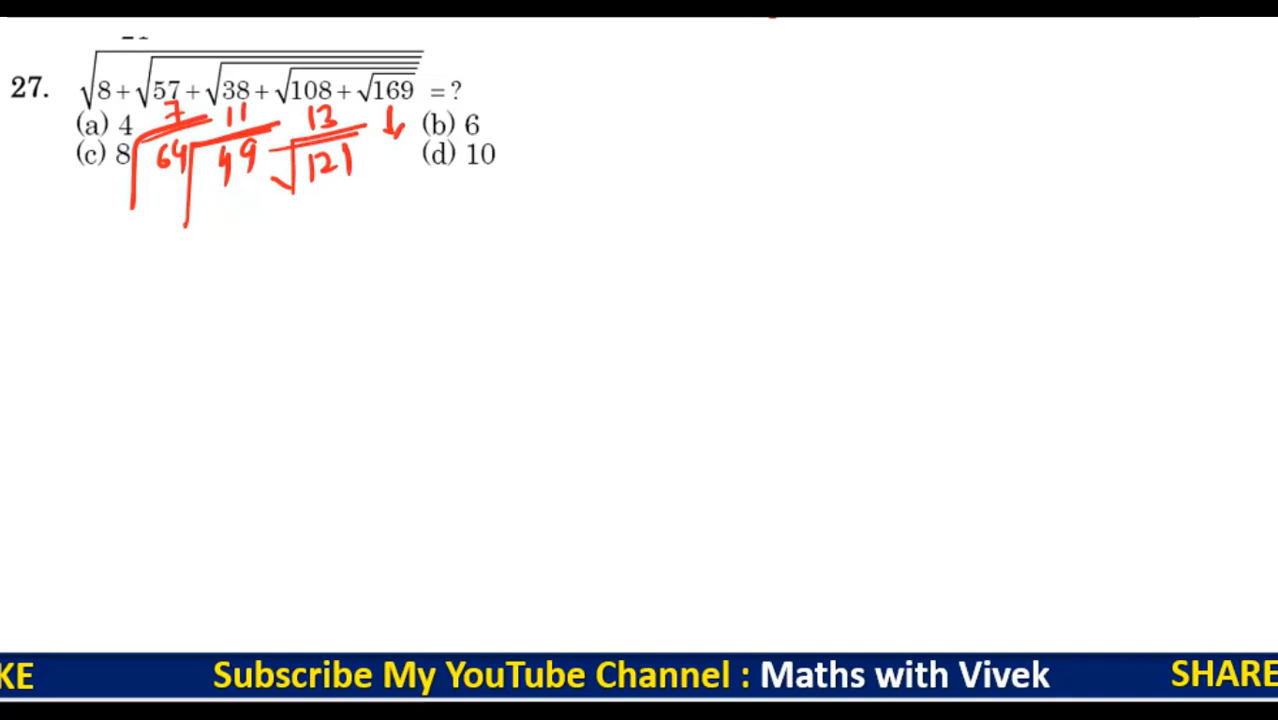 27. √8 + √57 + √38 + √108 + √169 = ?
7 11 13
(a) 4 (b) 6
64 49 √121
(c) 8 (d) 10
KE Subscribe My YouTube Channel : Maths with Vivek SHARE